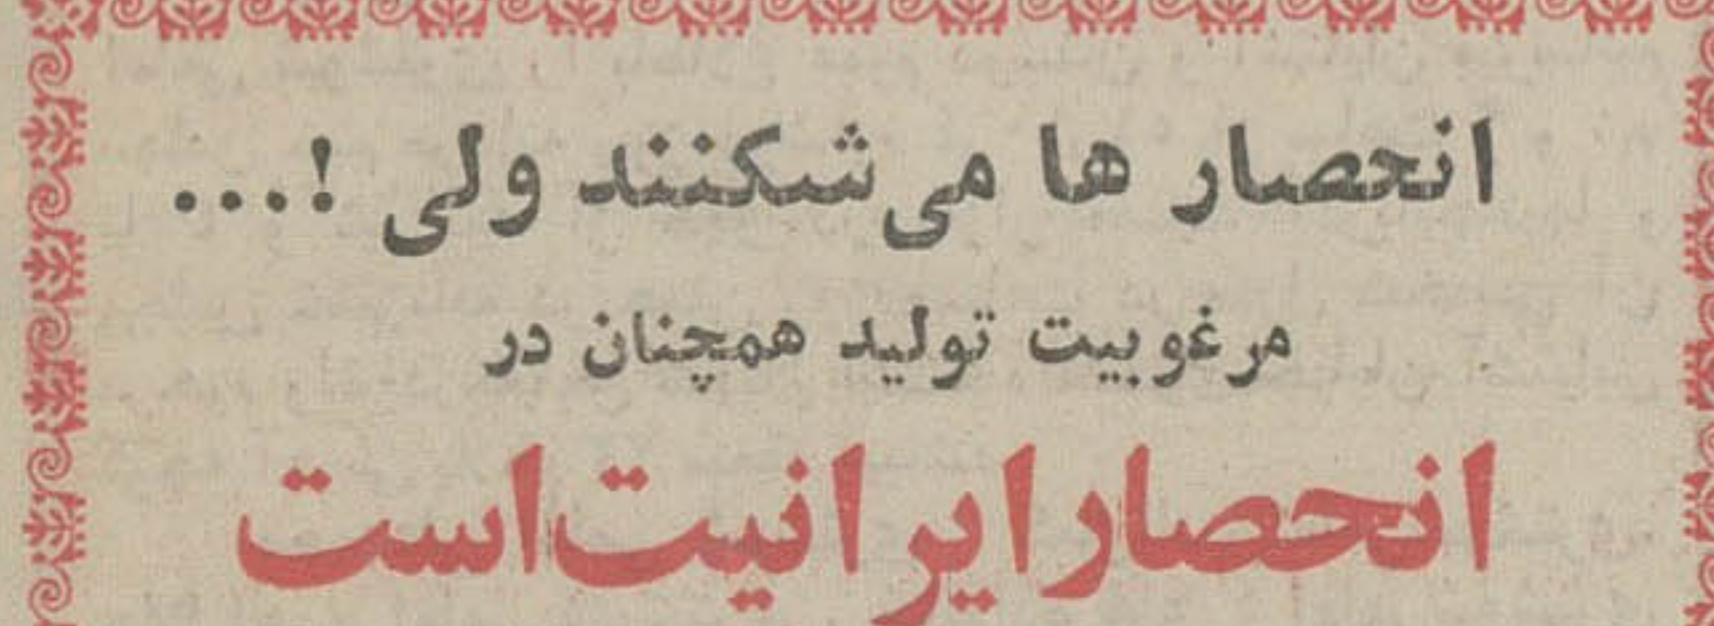 انحصار ها می‌شکنند ولی !...
مرغوبیت تولید همچنان در
انحصار ایرانیت است